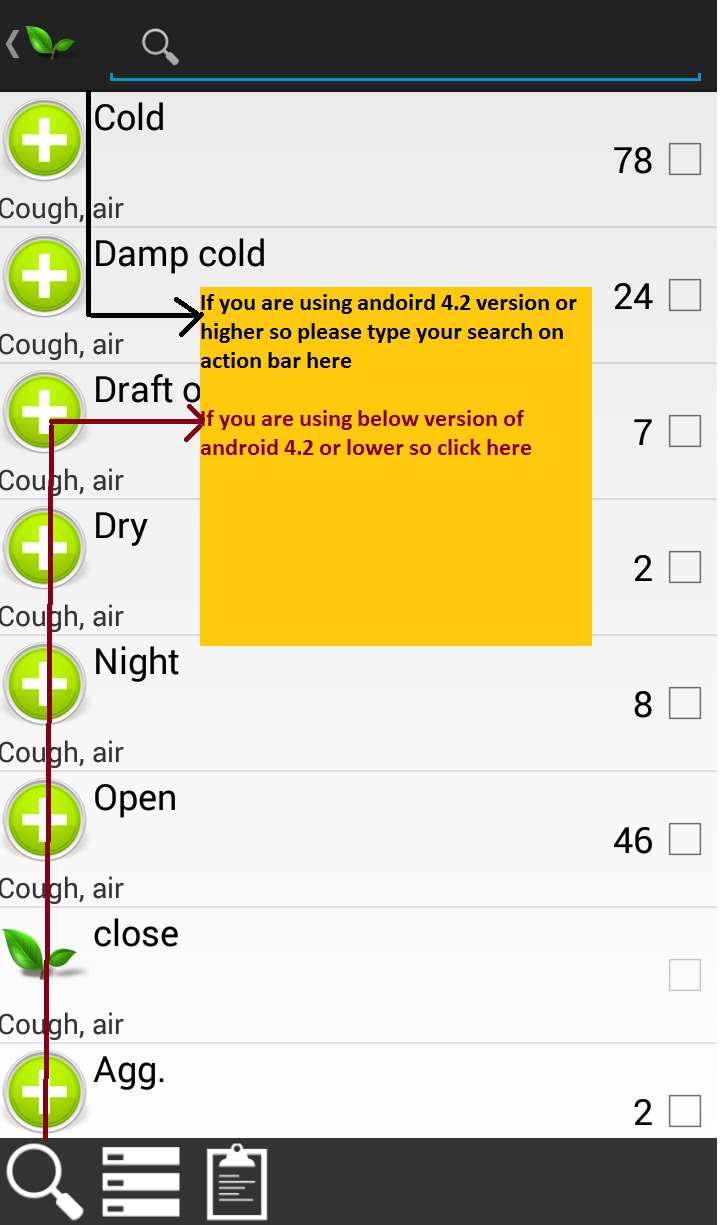 Cold
78
Cough, air
Damp cold
24
Cough, air
If you are using andoird 4.2 version or
higher so please type your search on
action bar here
Draft o
7
If you are using below version of
android 4.2 or lower so click here
Cough, air
Dry
2
Cough, air
Night
8
Cough, air
Open
46
Cough, air
close
Cough, air
Agg.
2